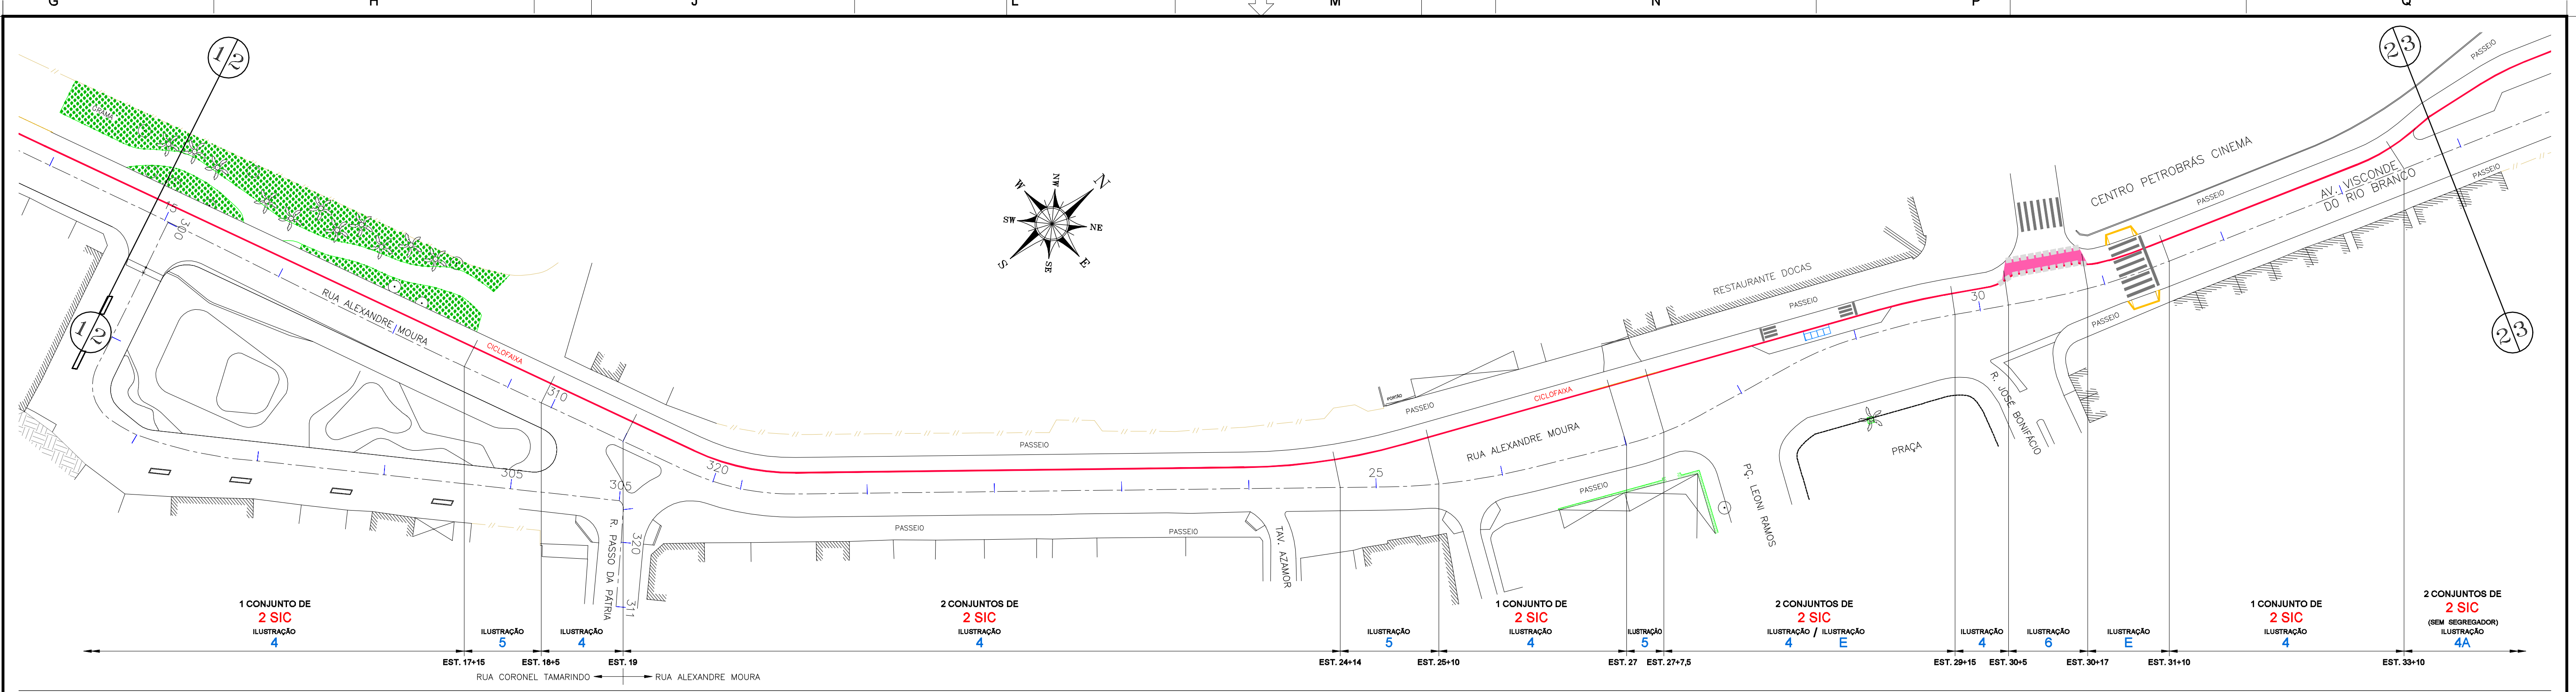 G H J L M N P Q
1/2
2/3
PASSEIO
GRAMA
CENTRO PETROBRÁS CINEMA
PASSEIO
AV. VISCONDE
DO RIO BRANCO
PASSEIO
W NW N
SW NE
S SE E
15
300
RUA ALEXANDRE MOURA
1/2
CICLOFAIXA
RESTAURANTE DOCAS
PASSEIO
30
PASSEIO
2/3
310
PORTÃO
PASSEIO
CICLOFAIXA
R. JOSÉ BONIFÁCIO
PASSEIO
RUA ALEXANDRE MOURA
PRAÇA
320
25
305
305
PASSEIO
PÇ. LEONI RAMOS
PASSEIO
PASSEIO
R. PASSO DA PÁTRIA
320
311
TAV. AZAMOR
1 CONJUNTO DE
2 SIC
ILUSTRAÇÃO
4
ILUSTRAÇÃO
5
ILUSTRAÇÃO
4
2 CONJUNTOS DE
2 SIC
ILUSTRAÇÃO
4
ILUSTRAÇÃO
5
1 CONJUNTO DE
2 SIC
ILUSTRAÇÃO
4
ILUSTRAÇÃO
5
2 CONJUNTOS DE
2 SIC
ILUSTRAÇÃO / ILUSTRAÇÃO
4 E
ILUSTRAÇÃO
4
ILUSTRAÇÃO
6
ILUSTRAÇÃO
E
1 CONJUNTO DE
2 SIC
ILUSTRAÇÃO
4
2 CONJUNTOS DE
2 SIC
(SEM SEGREGADOR)
ILUSTRAÇÃO
4A
EST. 17+15 EST. 18+5 EST. 19 EST. 24+14 EST. 25+10 EST. 27 EST. 27+7,5 EST. 29+15 EST. 30+5 EST. 30+17 EST. 31+10 EST. 33+10
RUA CORONEL TAMARINDO RUA ALEXANDRE MOURA